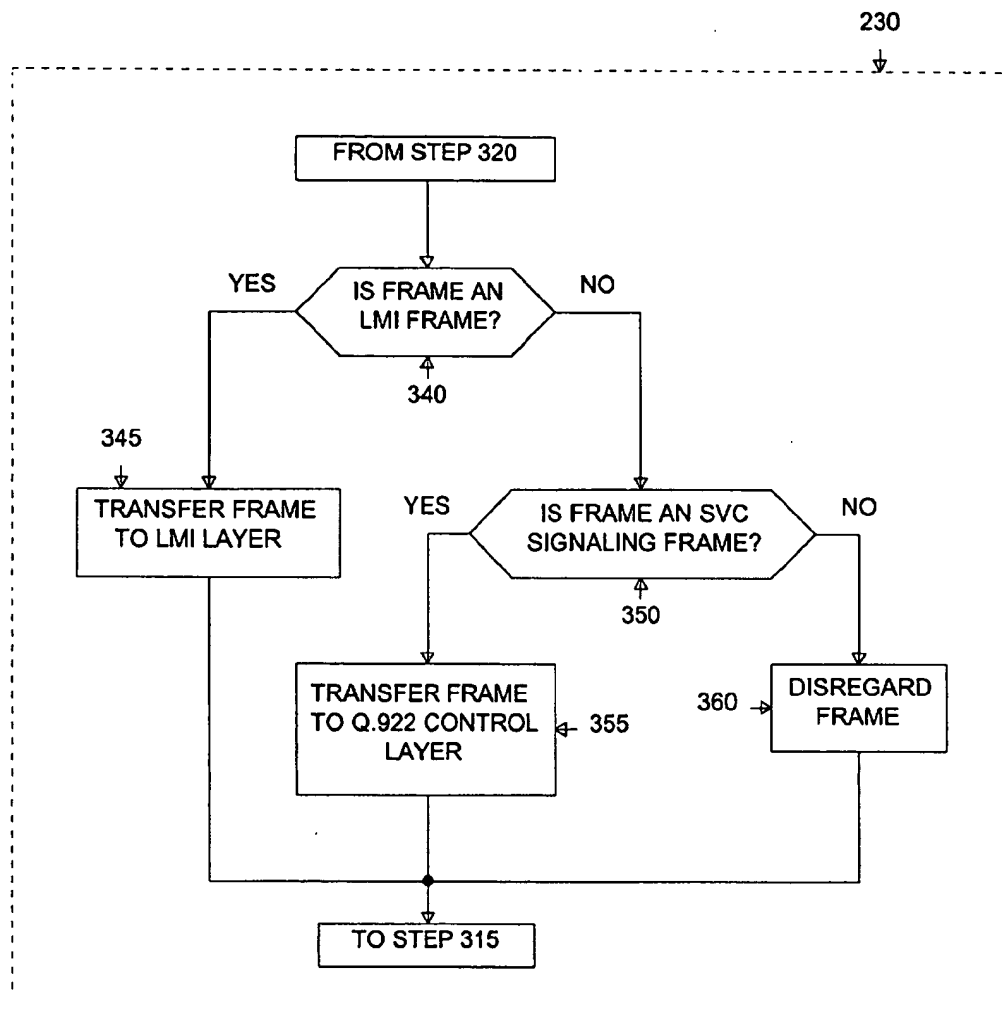 230
FROM STEP 320
YES
IS FRAME AN
LMI FRAME?
NO
340
345
TRANSFER FRAME
TO LMI LAYER
YES
IS FRAME AN SVC
SIGNALING FRAME?
NO
350
TRANSFER FRAME
TO Q.922 CONTROL
LAYER
355
360
DISREGARD
FRAME
TO STEP 315